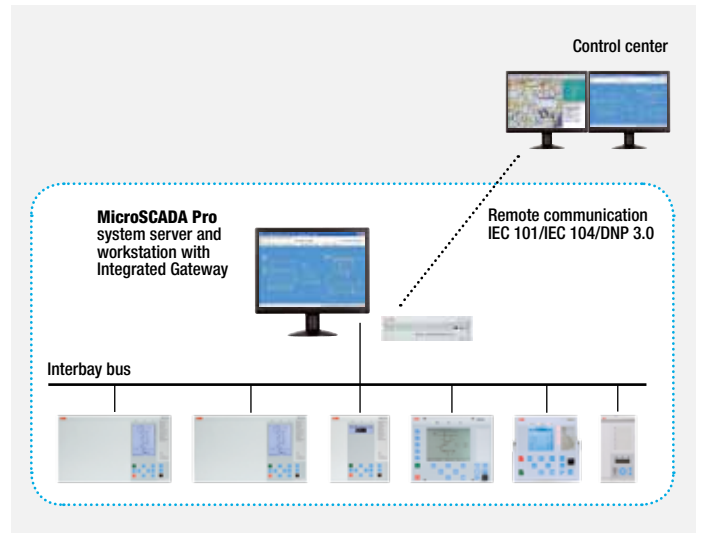 Control center
MicroSCADA Pro
system server and
workstation with
Integrated Gateway
Remote communication
IEC 101/IEC 104/DNP 3.0
Interbay bus